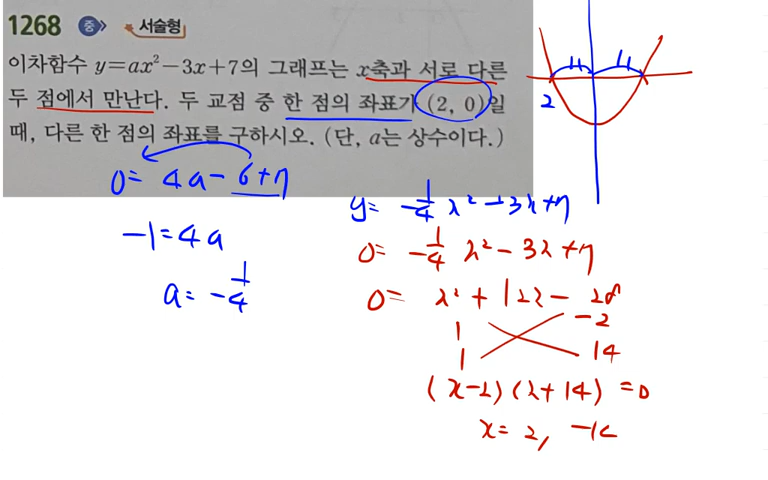 1268 중 서술형
이차함수 y=ax²-3x+7의 그래프는 x축과 서로 다른
두 점에서 만난다. 두 교점 중 한 점의 좌표가 (2, 0)일
때, 다른 한 점의 좌표를 구하시오. (단, a는 상수이다.)
2
0= 4a-6+7
-1=4a
a=-1/4
y= -1/4 x²-3x+7
0= -1/4 x²-3x+7
0= x²+12x-28
1 -2
1 14
(x-2)(x+14)=0
x=2, -14